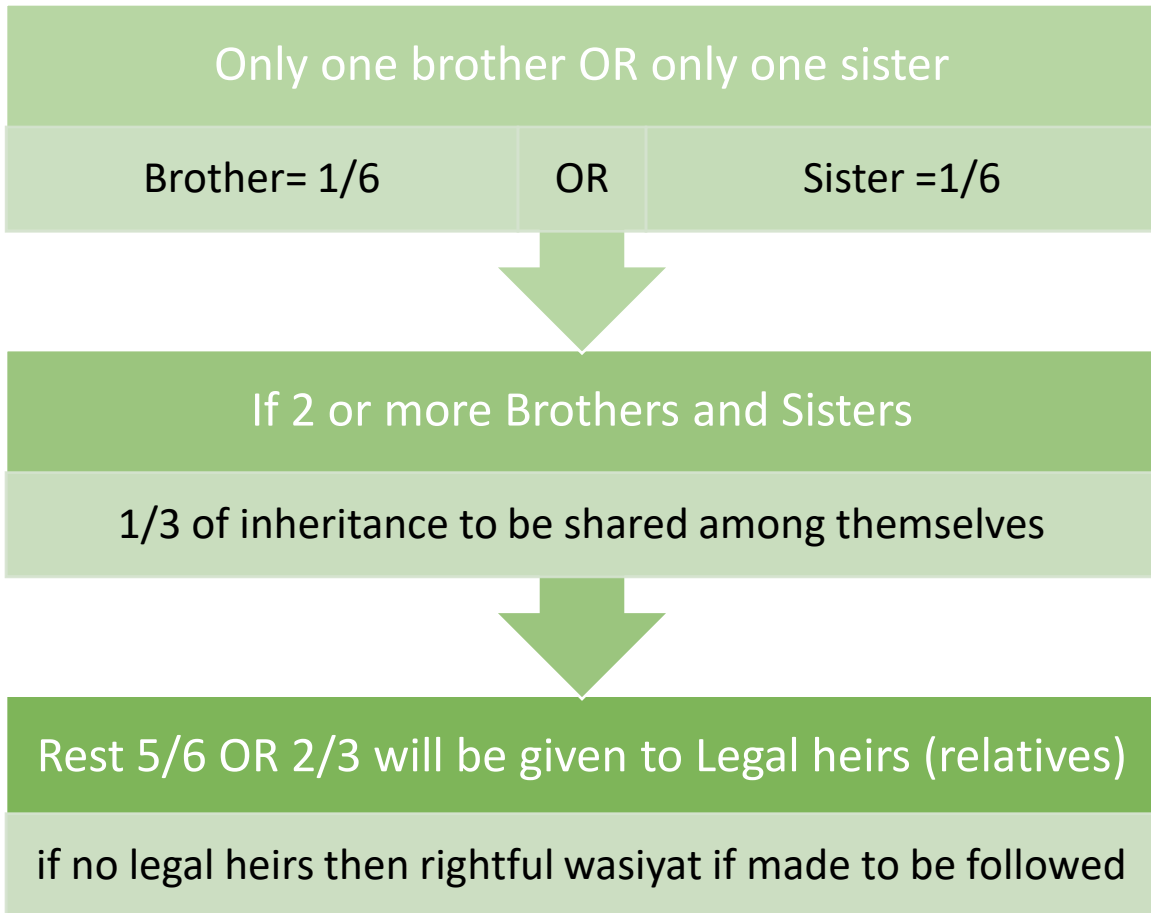 Only one brother OR only one sister
Brother= 1/6 OR Sister =1/6
If 2 or more Brothers and Sisters
1/3 of inheritance to be shared among themselves
Rest 5/6 OR 2/3 will be given to Legal heirs (relatives)
if no legal heirs then rightful wasiyat if made to be followed